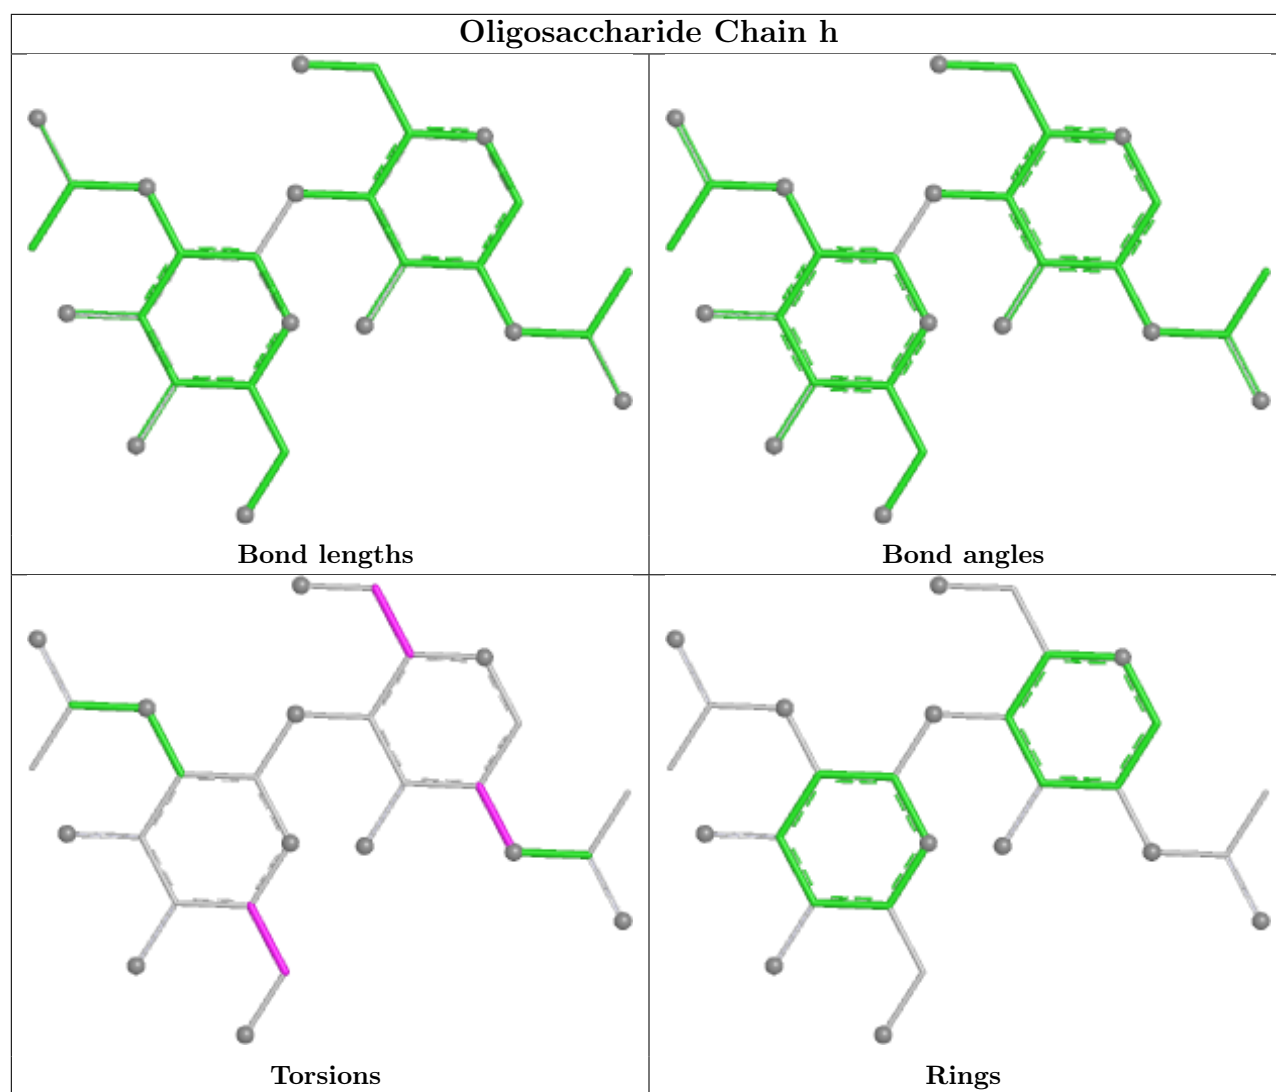 Oligosaccharide Chain h
Bond lengths
Bond angles
Torsions
Rings